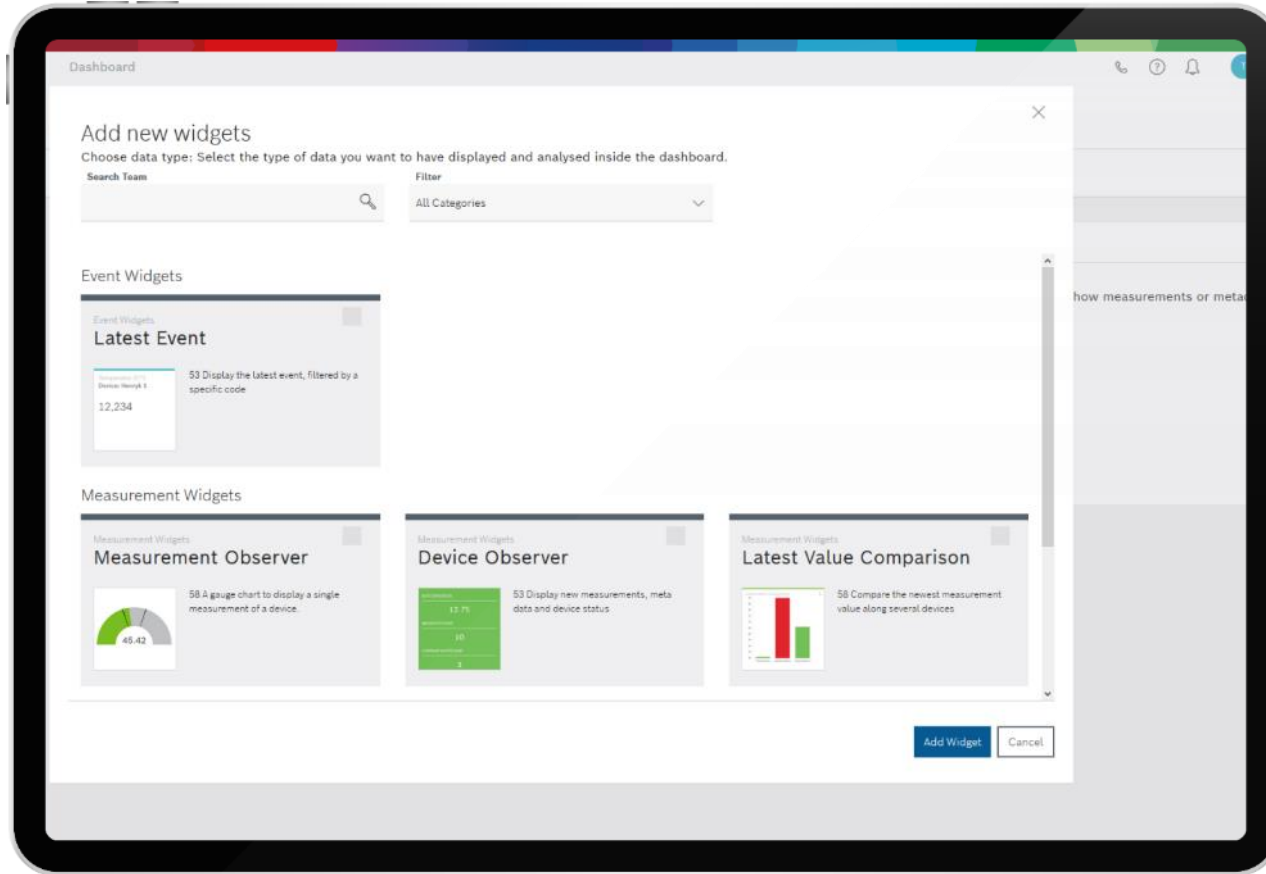 Dashboard
Add new widgets
Choose data type: Select the type of data you want to have displayed and analysed inside the dashboard.
Search Team
Filter
All Categories
Event Widgets
how measurements or
Event Widgets
Latest Event
Device: Henryk 1
12,234
53 Display the latest event, filtered by a
specific code
Measurement Widgets
Measurement Widgets
Measurement Observer
45.42
58 A gauge chart to display a single
measurement of a device.
Measurement Widgets
Device Observer
12.75
10
53 Display new measurements, meta
data and device status
Measurement Widgets
Latest Value Comparison
58 Compare the newest measurement
value along several devices
Add Widget
Cancel